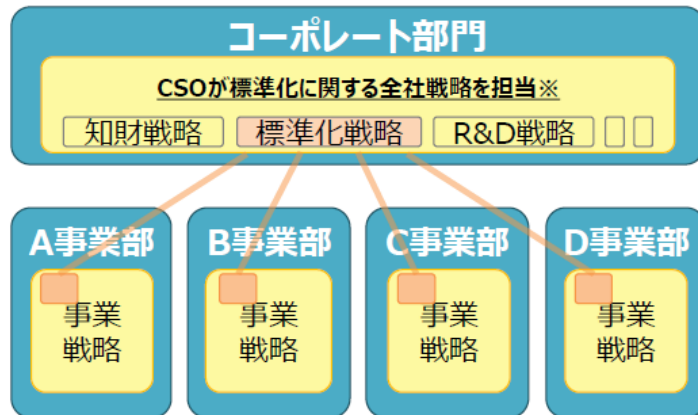 コーポレート部門
CSOが標準化に関する全社戦略を担当※
知財戦略 標準化戦略 R&D戦略
A事業部 B事業部 C事業部 D事業部
事業 事業 事業 事業
戦略 戦略 戦略 戦略